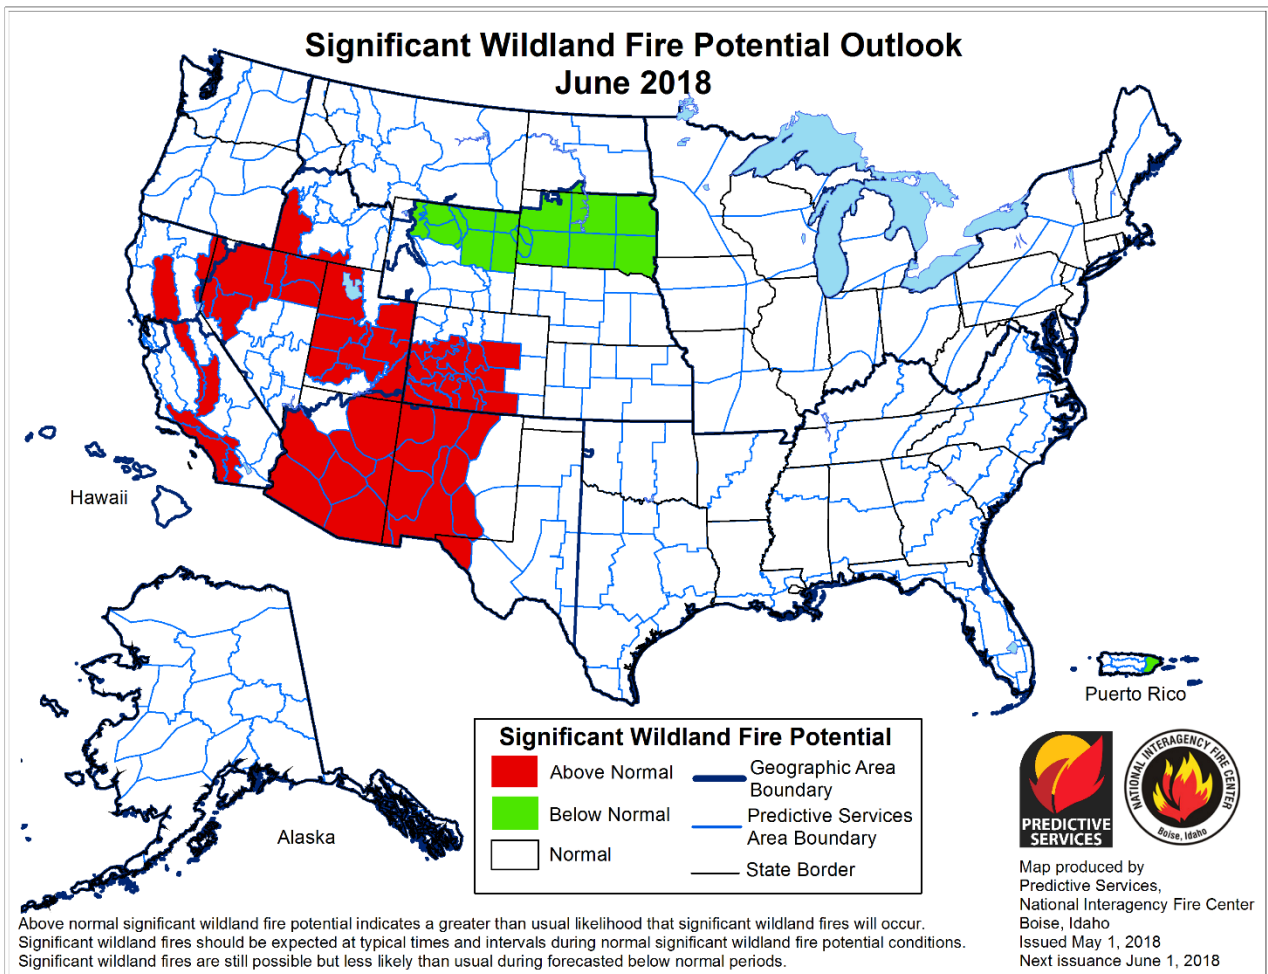 Significant Wildland Fire Potential Outlook
June 2018
Hawaii
Alaska
Puerto Rico
Significant Wildland Fire Potential
Above Normal
Below Normal
Normal
Geographic Area
Boundary
Predictive Services
Area Boundary
State Border
PREDICTIVE
SERVICES
NATIONAL INTERAGENCY FIRE CENTER
Boise, Idaho
Map produced by
Predictive Services,
National Interagency Fire Center
Boise, Idaho
Issued May 1, 2018
Next issuance June 1, 2018
Above normal significant wildland fire potential indicates a greater than usual likelihood that significant wildland fires will occur.
Significant wildland fires should be expected at typical times and intervals during normal significant wildland fire potential conditions.
Significant wildland fires are still possible but less likely than usual during forecasted below normal periods.